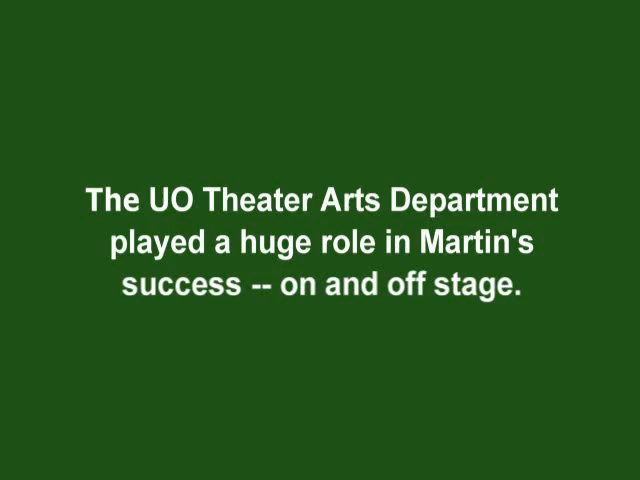 The UO Theater Arts Department
played a huge role in Martin's
success -- on and off stage.